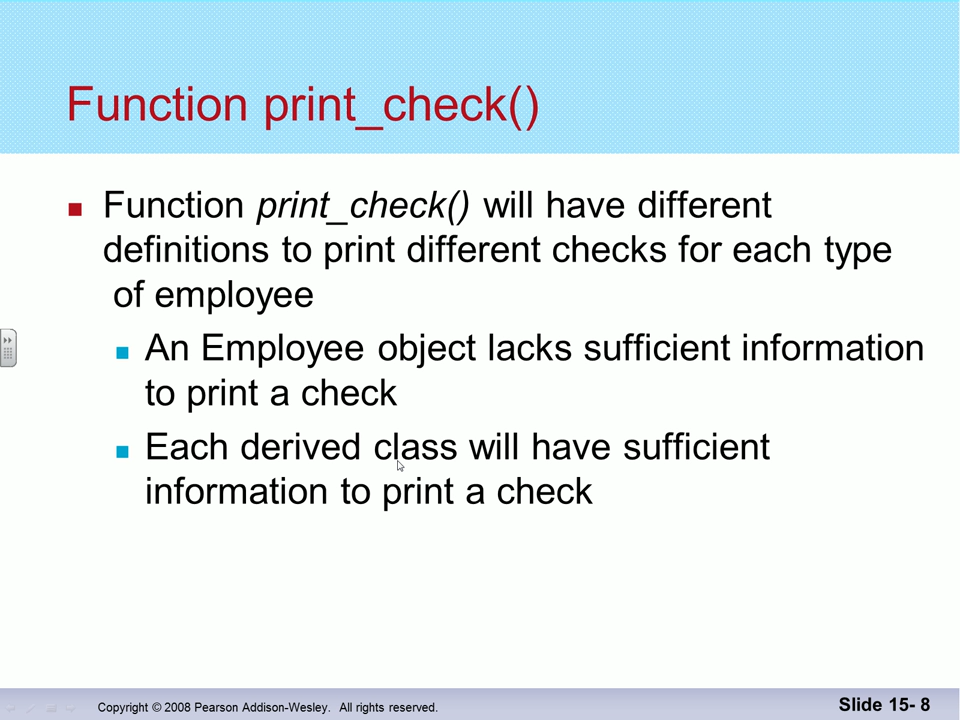 Function print_check()
Function print_check() will have different
definitions to print different checks for each type
of employee
An Employee object lacks sufficient information
to print a check
Each derived class will have sufficient
information to print a check
Copyright © 2008 Pearson Addison-Wesley. All rights reserved.
Slide 15- 8